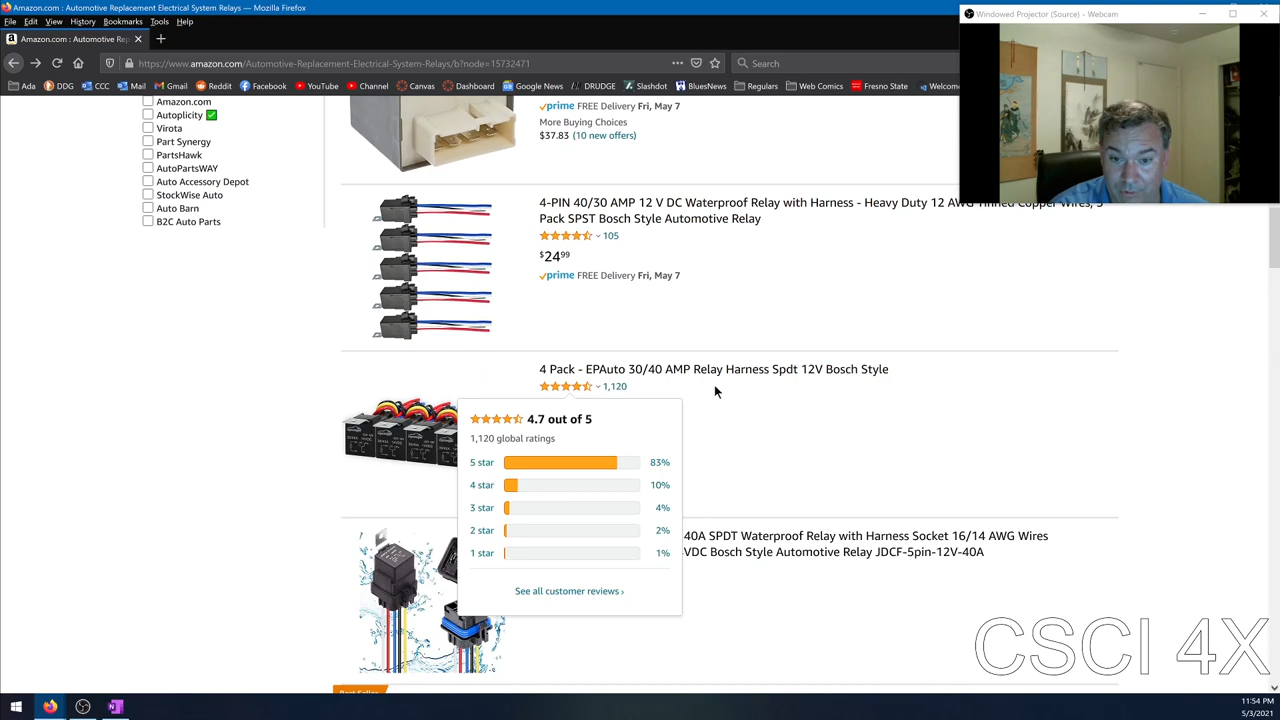 Amazon.com : Automotive Replacement Electrical System Relays — Mozilla Firefox
File Edit View History Bookmarks Tools Help
Windowed Projector (Source) - Webcam
Amazon.com : Automotive Rep
https://www.amazon.com/Automotive-Replacement-Electrical-System-Relays/b?node=15732471
Search
Ada DDG CCC Mail Gmail Reddit Facebook YouTube Channel Canvas Dashboard Google News DRUDGE Slashdot BluesNews Regulars Web Comics Fresno State Welcome
Amazon.com
Autoplicity
Virota
Part Synergy
PartsHawk
AutoPartsWAY
Auto Accessory Depot
StockWise Auto
Auto Barn
B2C Auto Parts
prime FREE Delivery Fri, May 7
More Buying Choices
$37.83 (10 new offers)
4-PIN 40/30 AMP 12 V DC Waterproof Relay with Harness - Heavy Duty 12 AWG Tinned Copper Wires, 5
Pack SPST Bosch Style Automotive Relay
105
$2499
prime FREE Delivery Fri, May 7
4 Pack - EPAuto 30/40 AMP Relay Harness Spdt 12V Bosch Style
1,120
4.7 out of 5
1,120 global ratings
5 star 83%
4 star 10%
3 star 4%
2 star 2%
1 star 1%
See all customer reviews ›
40A SPDT Waterproof Relay with Harness Socket 16/14 AWG Wires
-VDC Bosch Style Automotive Relay JDCF-5pin-12V-40A
Best Seller
CSCI 4X
11:54 PM
5/3/2021